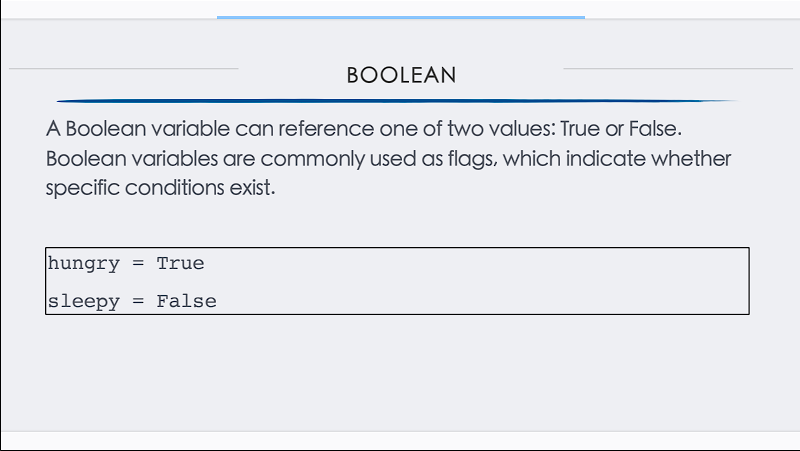 BOOLEAN
A Boolean variable can reference one of two values: True or False.
Boolean variables are commonly used as flags, which indicate whether
specific conditions exist.
hungry = True
sleepy = False